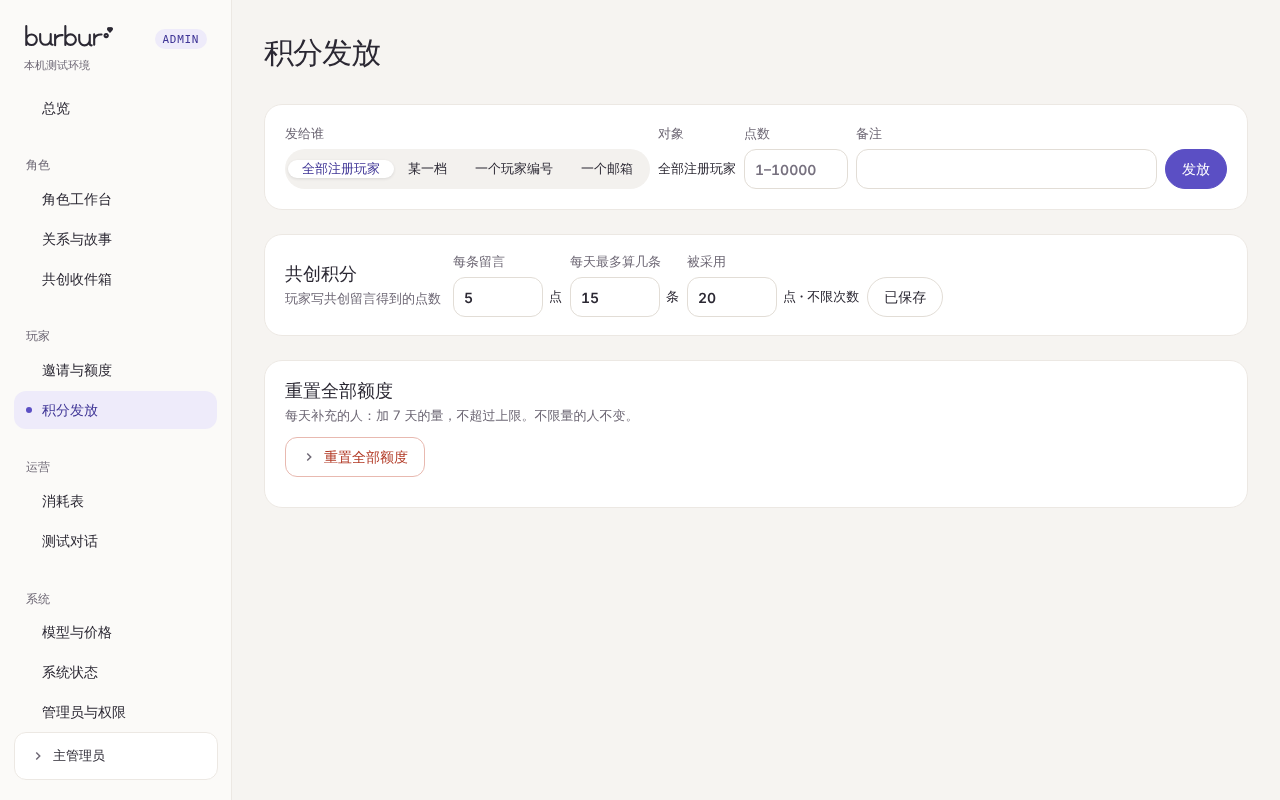 burbur
ADMIN
本机测试环境
总览
角色
角色工作台
关系与故事
共创收件箱
玩家
邀请与额度
积分发放
运营
消耗表
测试对话
系统
模型与价格
系统状态
管理员与权限
主管理员
积分发放
发给谁 对象 点数 备注
全部注册玩家 某一档 一个玩家编号 一个邮箱 全部注册玩家 1–10000 发放
每条留言 每天最多算几条 被采用
共创积分
玩家写共创留言得到的点数 5 点 15 条 20 点 · 不限次数 已保存
重置全部额度
每天补充的人：加 7 天的量，不超过上限。不限量的人不变。
重置全部额度